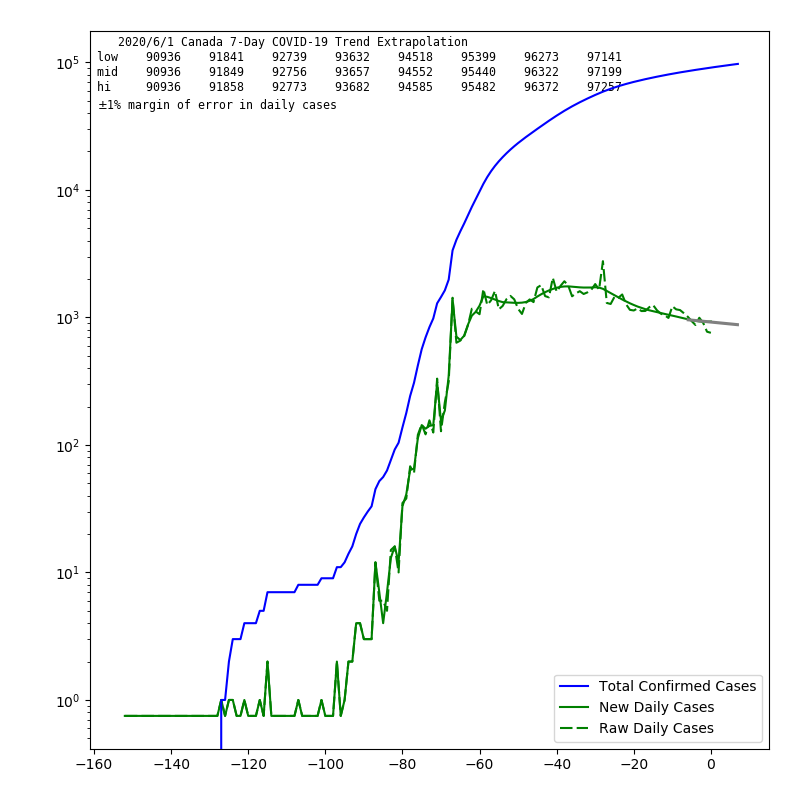 2020/6/1 Canada 7-Day COVID-19 Trend Extrapolation
low 90936 91841 92739 93632 94518 95399 96273 97141
mid 90936 91849 92756 93657 94552 95440 96322 97199
hi 90936 91858 92773 93682 94585 95482 96372 97257
±1% margin of error in daily cases
10^5
10^4
10^3
10^2
10^1
10^0
Total Confirmed Cases
New Daily Cases
Raw Daily Cases
−160 −140 −120 −100 −80 −60 −40 −20 0